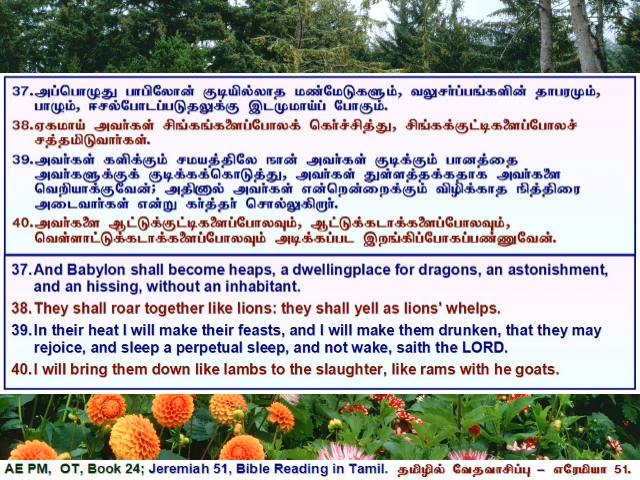 37.அப்பொழுது பாபிலோன் குடியில்லாத மண்மேடுகளும், வலுசர்ப்பங்களின் தாபரமும்,
பாழும், ஈசல்போடப்படுதலுக்கு இடமுமாய்ப் போகும்.
38.ஏகமாய் அவர்கள் சிங்கங்களைப்போலக் கெர்ச்சித்து, சிங்கக்குட்டிகளைப்போலச்
சத்தமிடுவார்கள்.
39.அவர்கள் களிக்கும் சமயத்திலே நான் அவர்கள் குடிக்கும் பானத்தை
அவர்களுக்குக் குடிக்கக்கொடுத்து, அவர்கள் துள்ளத்தக்கதாக அவர்களை
வெறியாக்குவேன்; அதினால் அவர்கள் என்றென்றைக்கும் விழிக்காத நித்திரை
அடைவார்கள் என்று கர்த்தர் சொல்லுகிறார்.
40.அவர்களை ஆட்டுக்குட்டிகளைப்போலவும், ஆட்டுக்கடாக்களைப்போலவும்,
வெள்ளாட்டுக்கடாக்களைப்போலவும் அடிக்கப்பட இறங்கிப்போகப்பண்ணுவேன்.
37.And Babylon shall become heaps, a dwellingplace for dragons, an astonishment,
and an hissing, without an inhabitant.
38.They shall roar together like lions: they shall yell as lions' whelps.
39.In their heat I will make their feasts, and I will make them drunken, that they may
rejoice, and sleep a perpetual sleep, and not wake, saith the LORD.
40.I will bring them down like lambs to the slaughter, like rams with he goats.
AE PM, OT, Book 24; Jeremiah 51, Bible Reading in Tamil. தமிழில் வேதவாசிப்பு – எரேமியா 51.